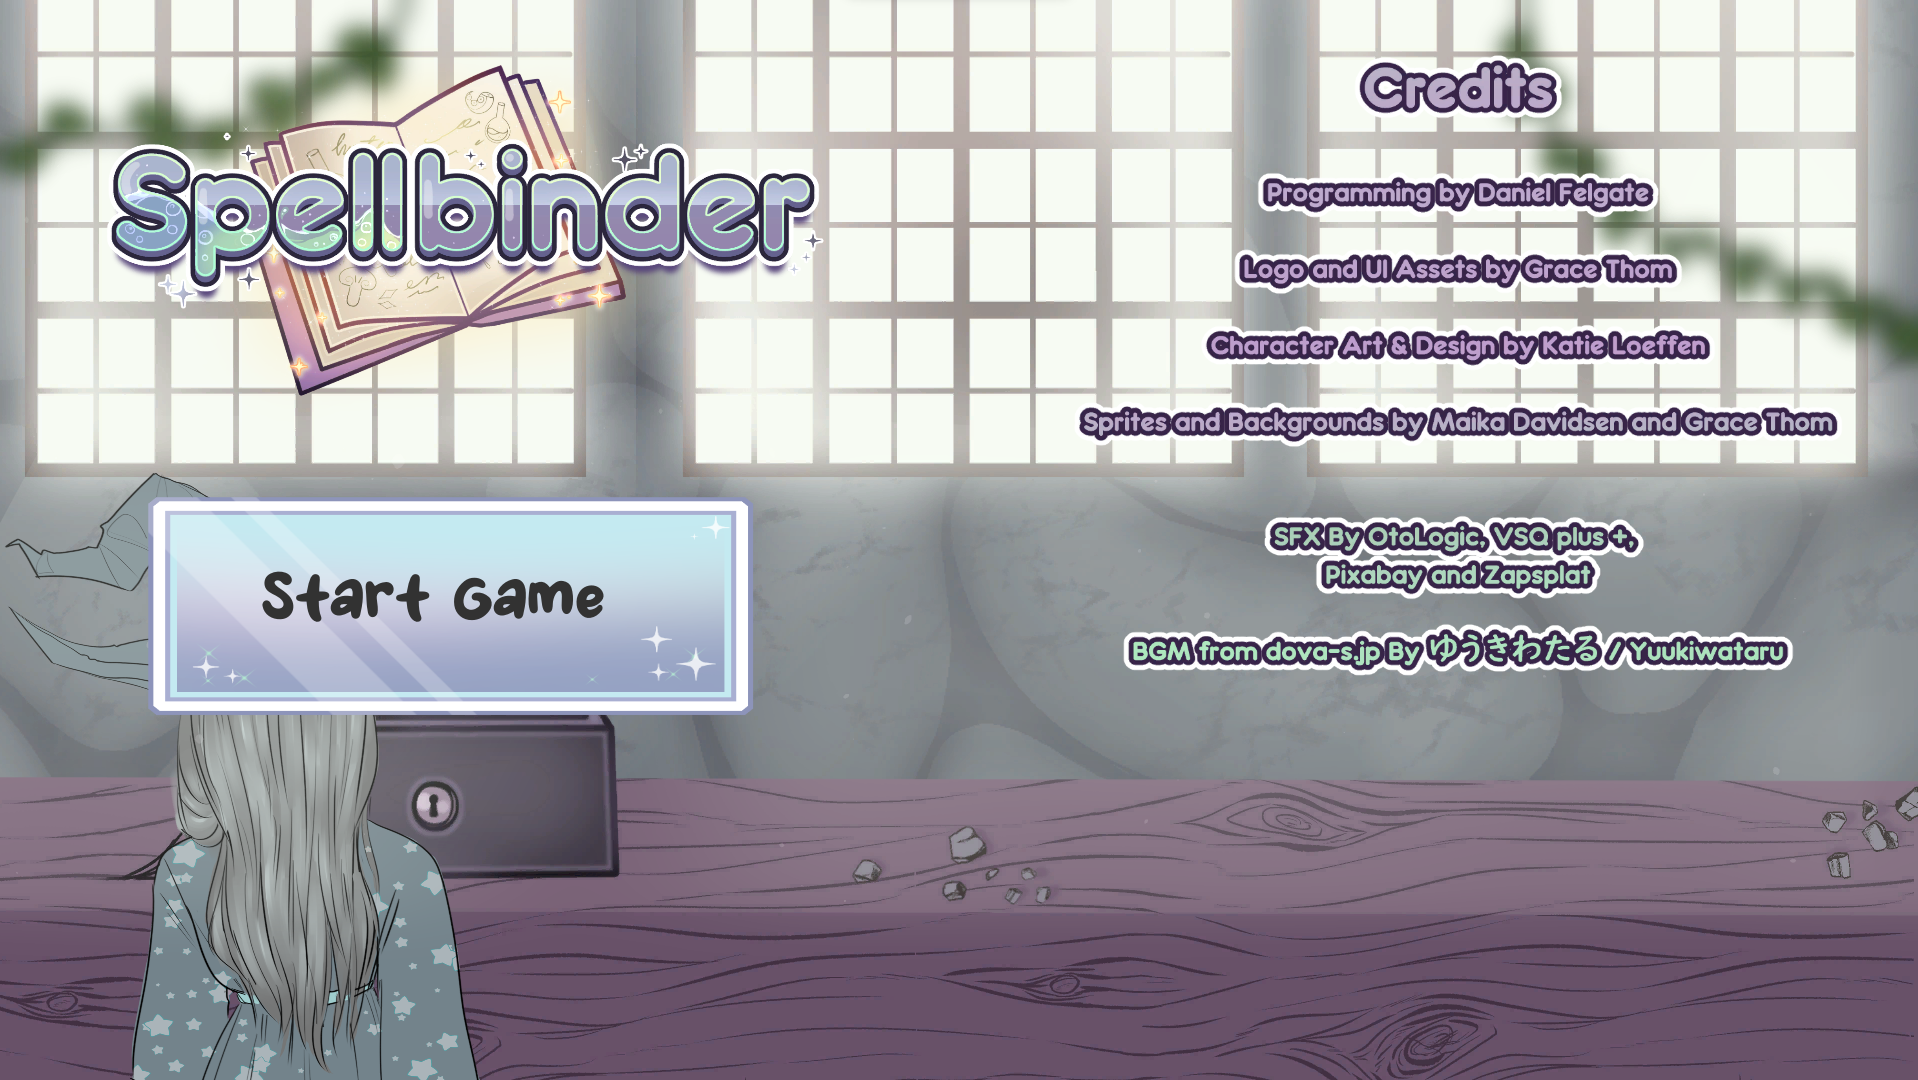 Spellbinder
Start Game
Credits
Programming by Daniel Felgate
Logo and UI Assets by Grace Thom
Character Art & Design by Katie Loeffen
Sprites and Backgrounds by Maika Davidsen and Grace Thom
SFX By OtoLogic, VSQ plus +,
Pixabay and Zapsplat
BGM from dova-s.jp By ゆうきわたる / Yuukiwataru